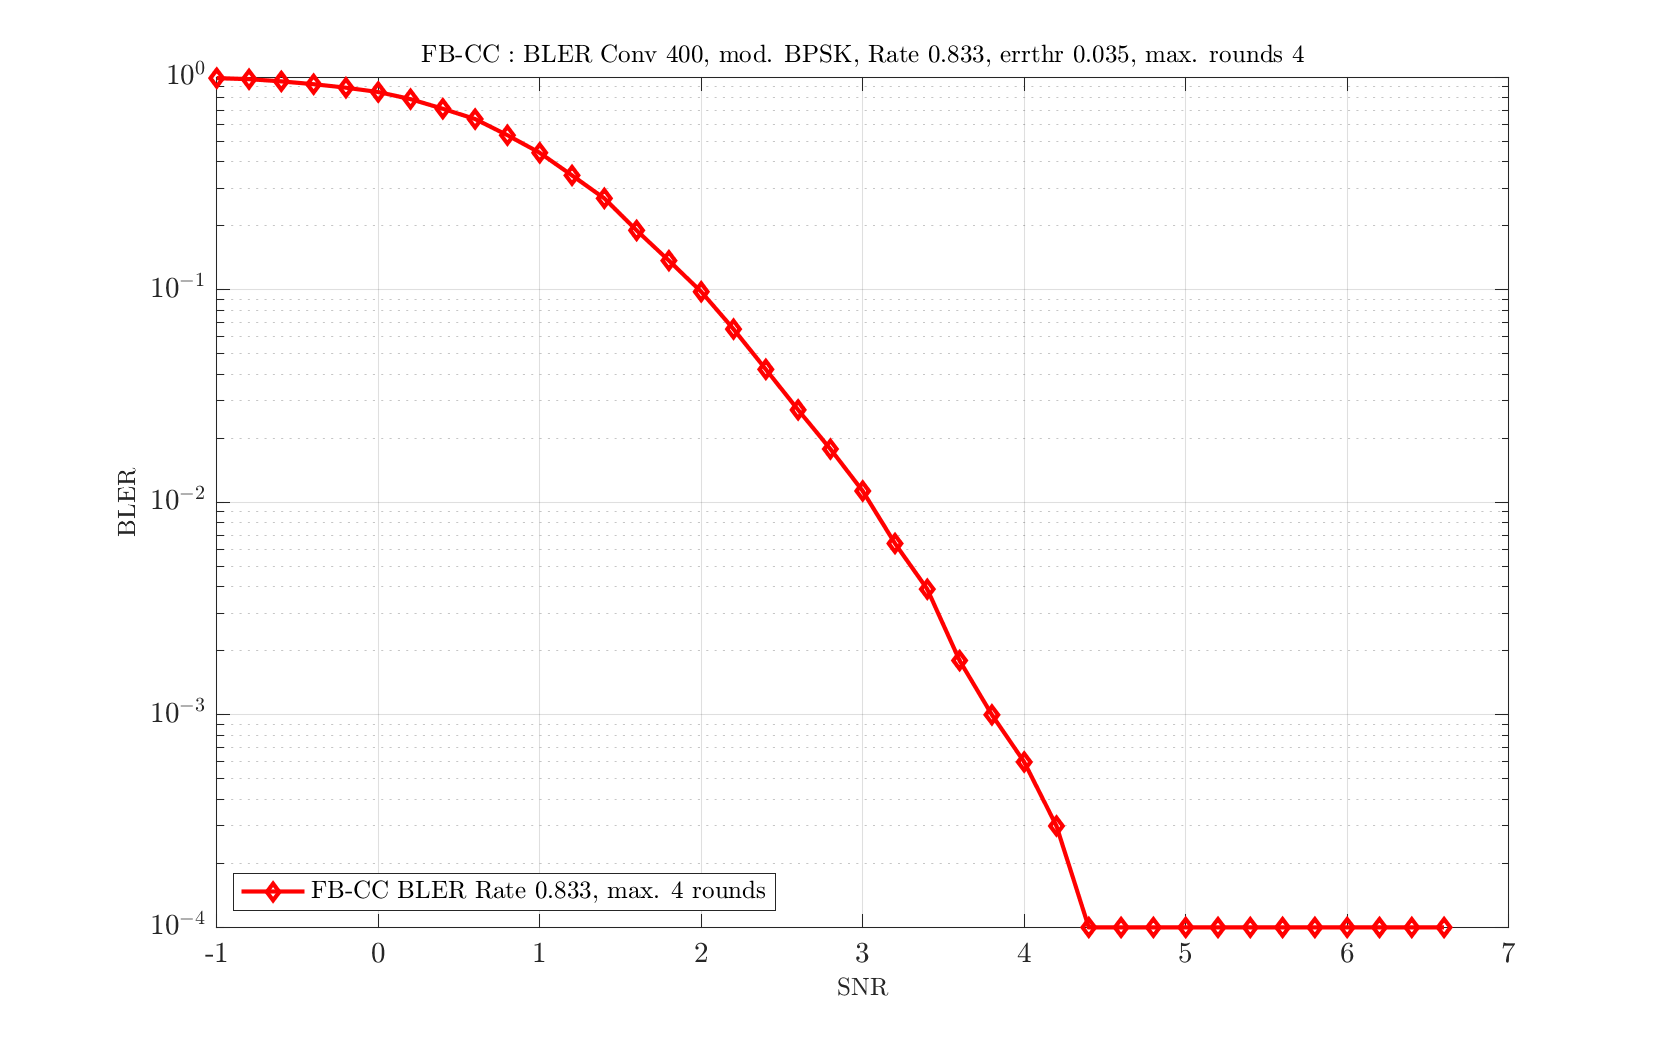 FB-CC : BLER Conv 400, mod. BPSK, Rate 0.833, errthr 0.035, max. rounds 4
10⁰
10⁻¹
10⁻²
10⁻³
10⁻⁴
BLER
FB-CC BLER Rate 0.833, max. 4 rounds
-1 0 1 2 3 4 5 6 7
SNR